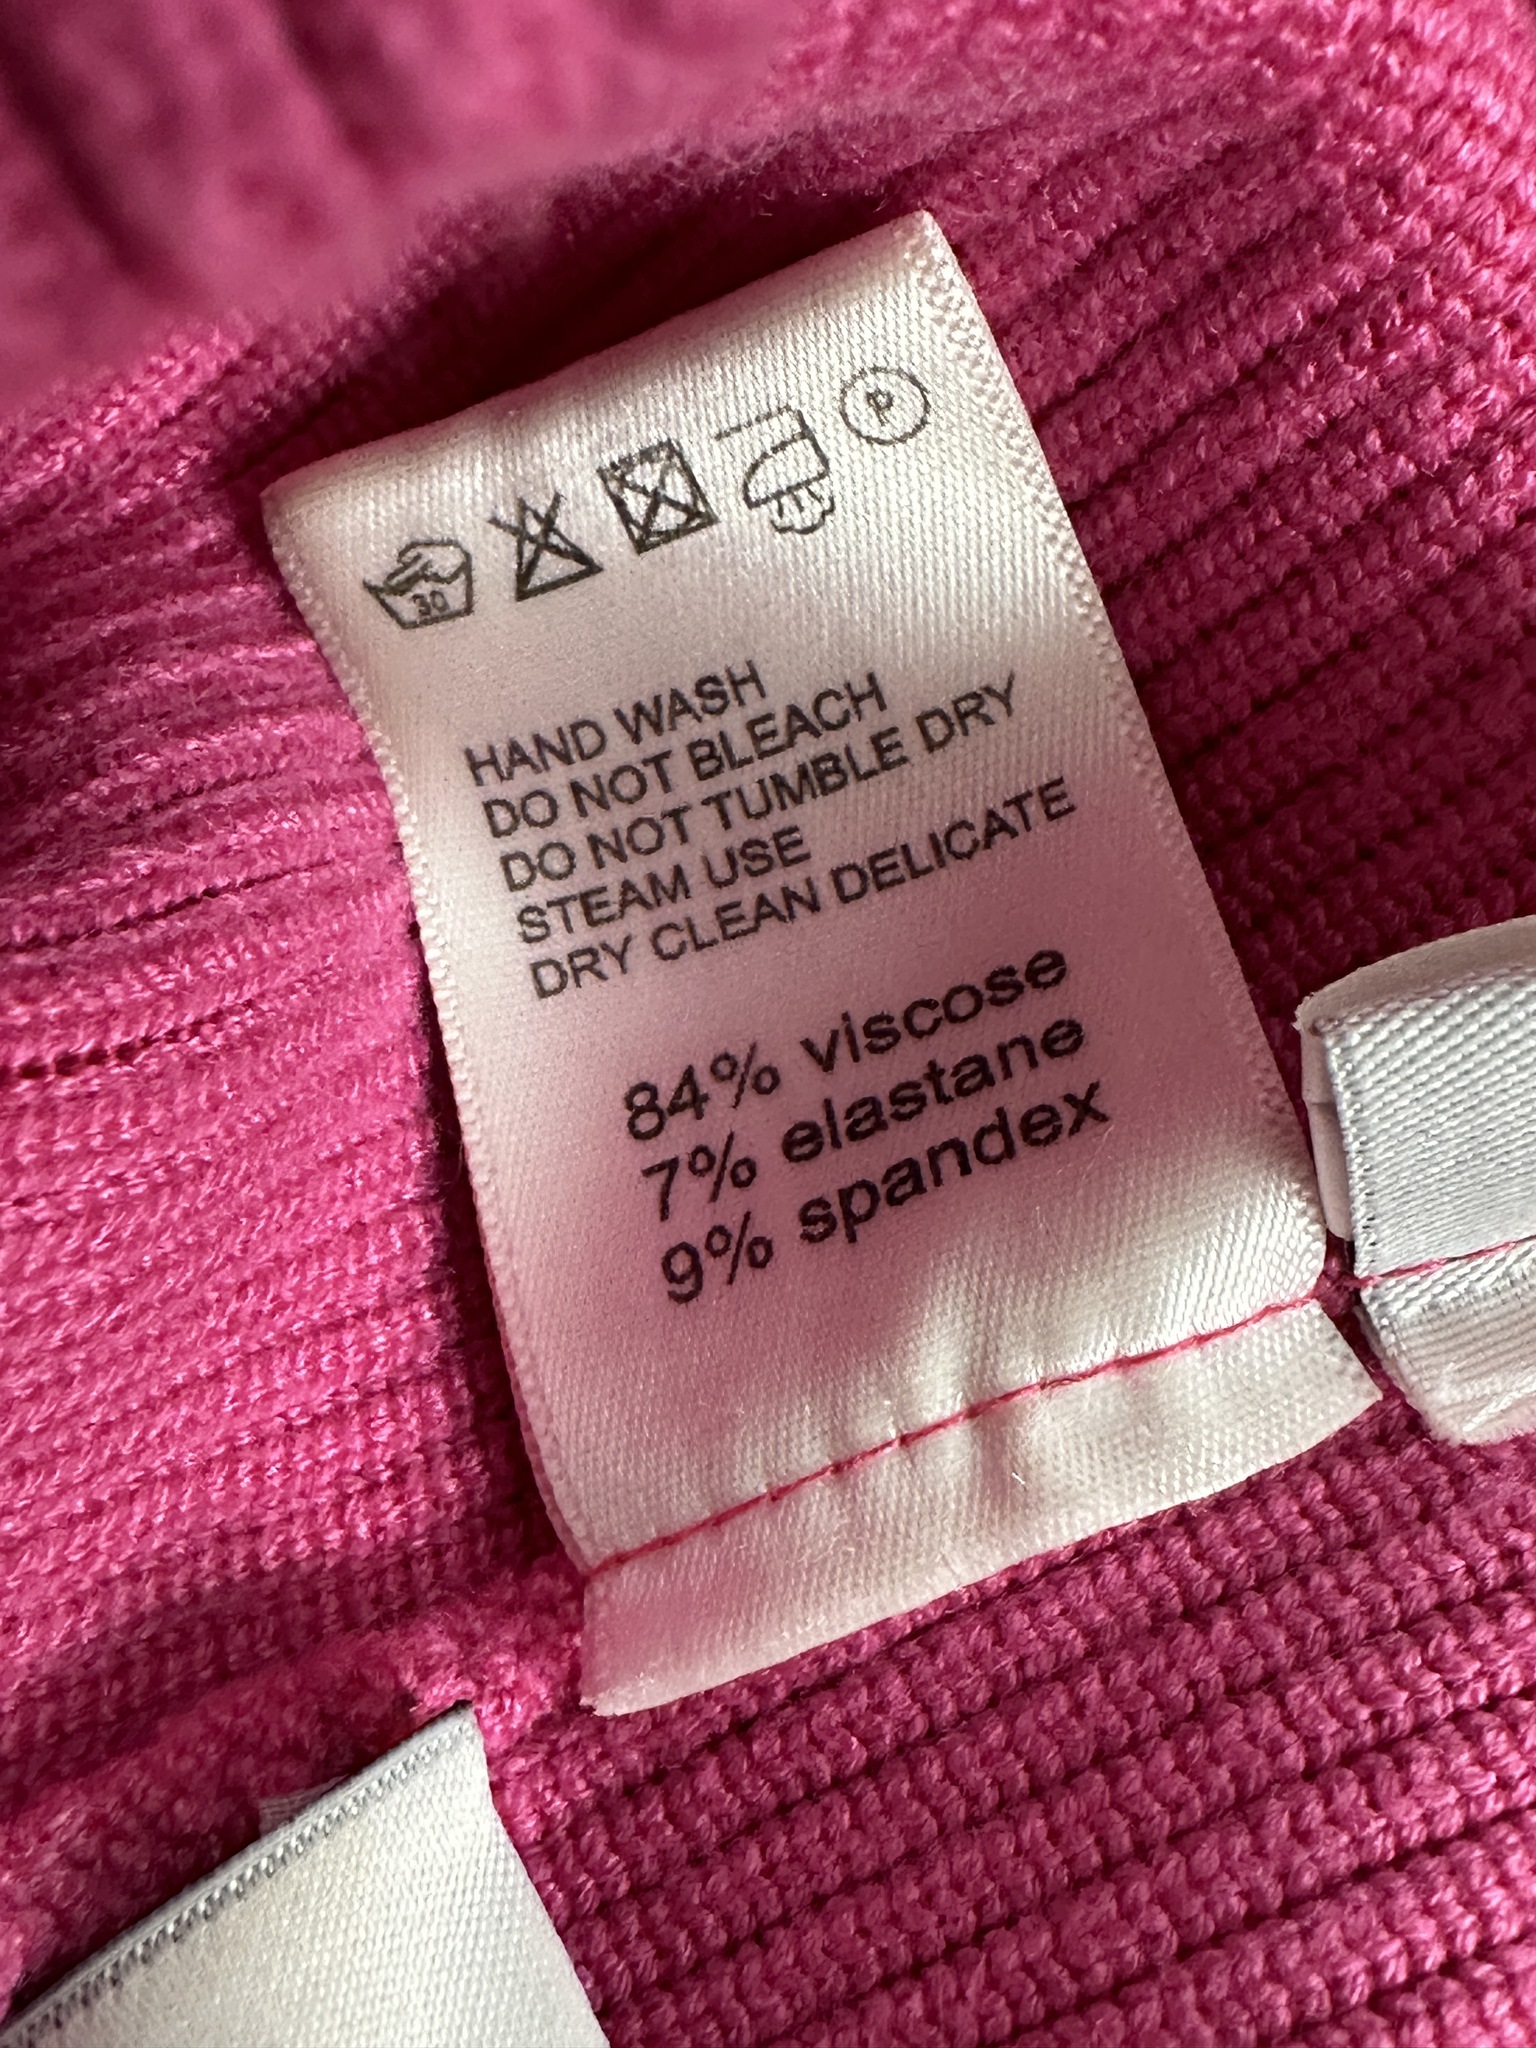 30
P
HAND WASH
DO NOT BLEACH
DO NOT TUMBLE DRY
STEAM USE
DRY CLEAN DELICATE
84% viscose
7% elastane
9% spandex